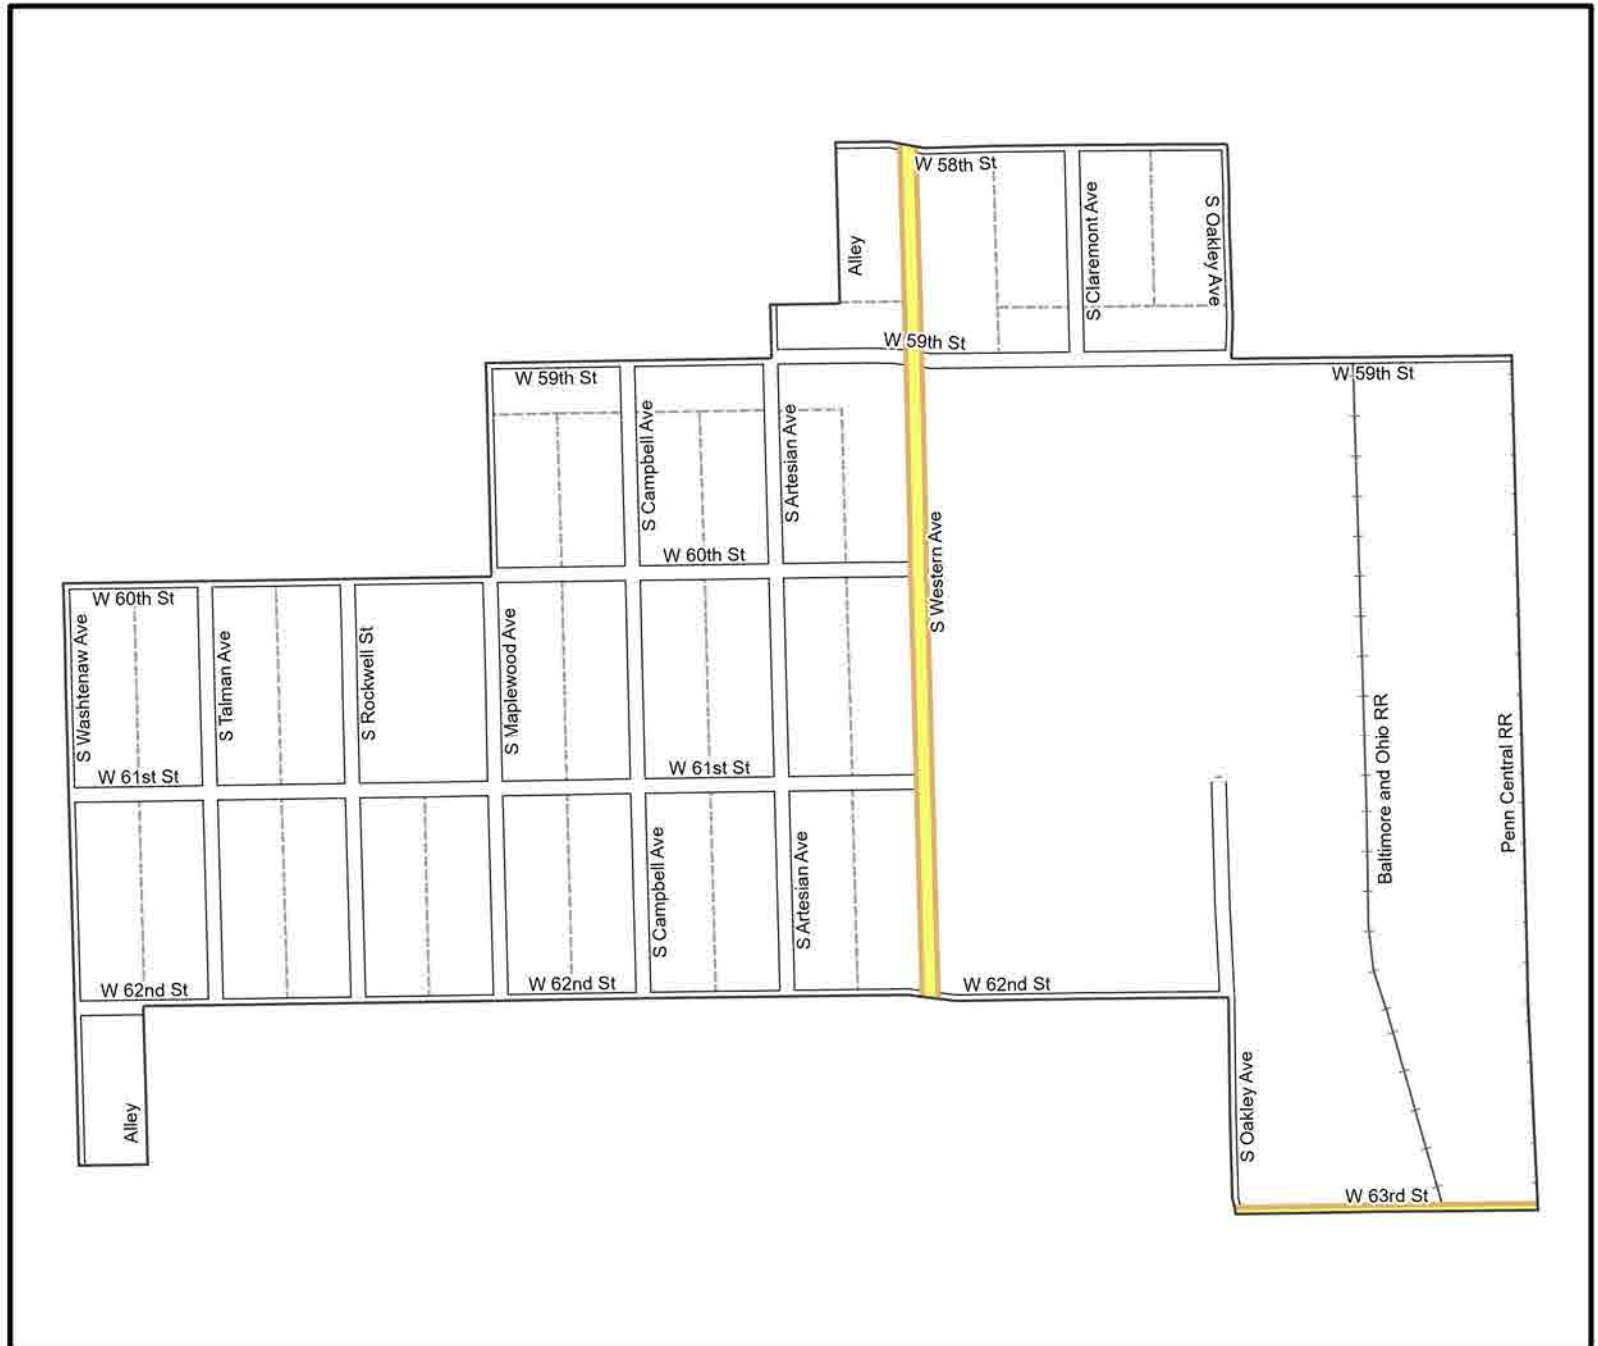 W 58th St
S Claremont Ave
S Oakley Ave
Alley
W 59th St
W 59th St
W 59th St
S Campbell Ave
S Artesian Ave
W 60th St
S Western Ave
W 60th St
S Washtenaw Ave
S Talman Ave
S Rockwell St
S Maplewood Ave
W 61st St
W 61st St
Baltimore and Ohio RR
Penn Central RR
S Campbell Ave
S Artesian Ave
W 62nd St
W 62nd St
W 62nd St
Alley
S Oakley Ave
W 63rd St